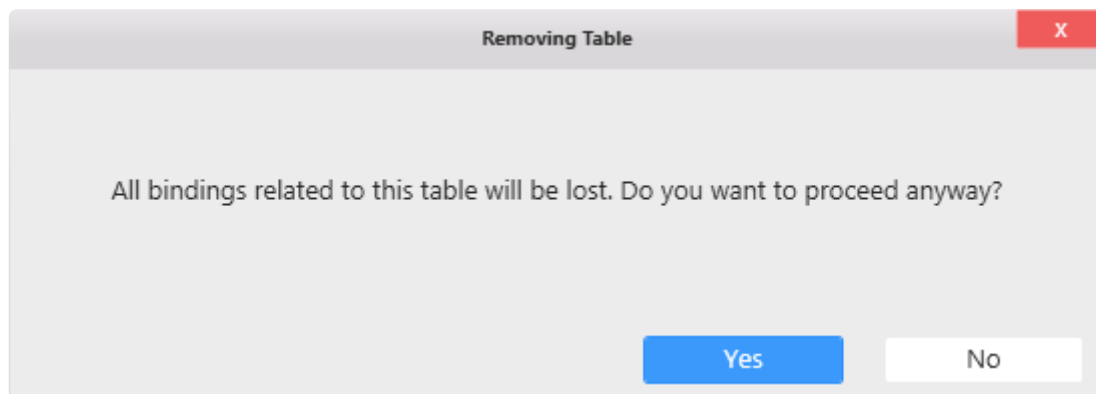 Removing Table
X
All bindings related to this table will be lost. Do you want to proceed anyway?
Yes
No